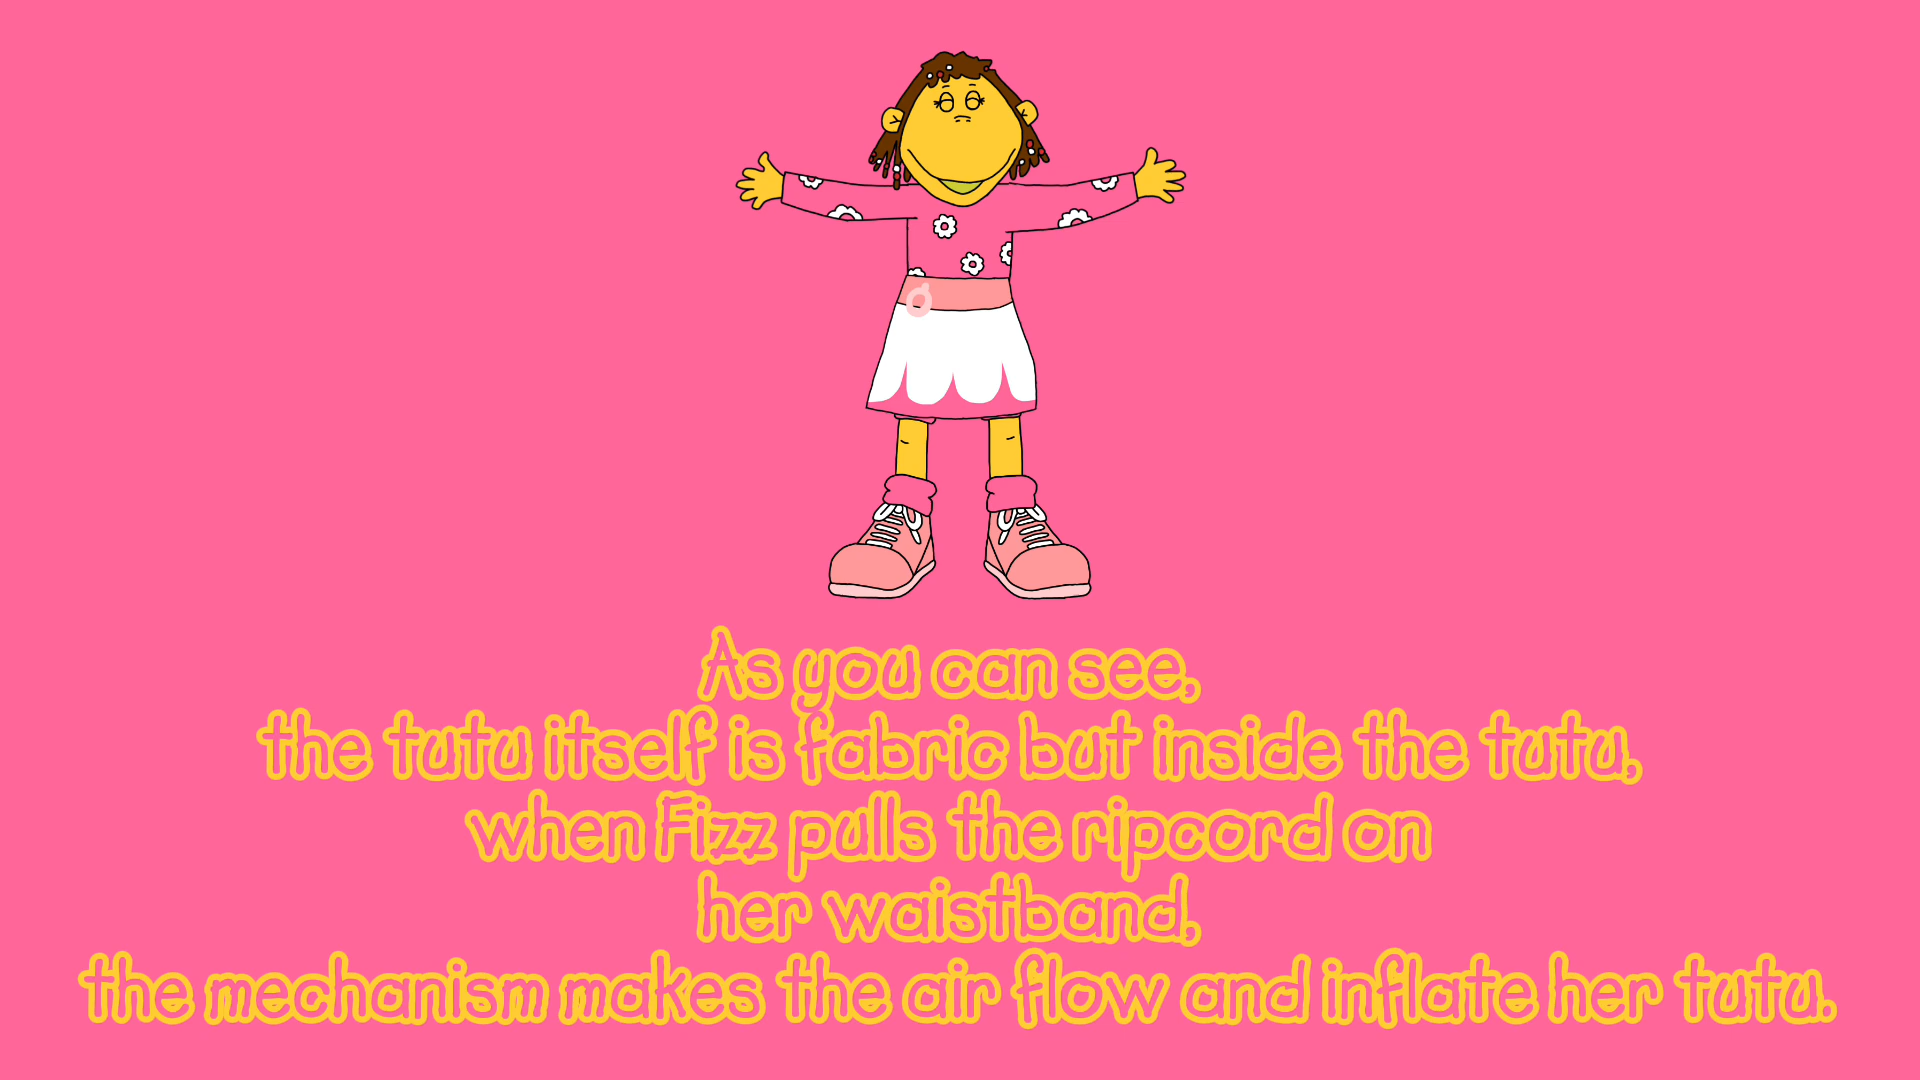 As you can see,
the tutu itself is fabric but inside the tutu,
when Fizz pulls the ripcord on
her waistband,
the mechanism makes the air flow and inflate her tutu.